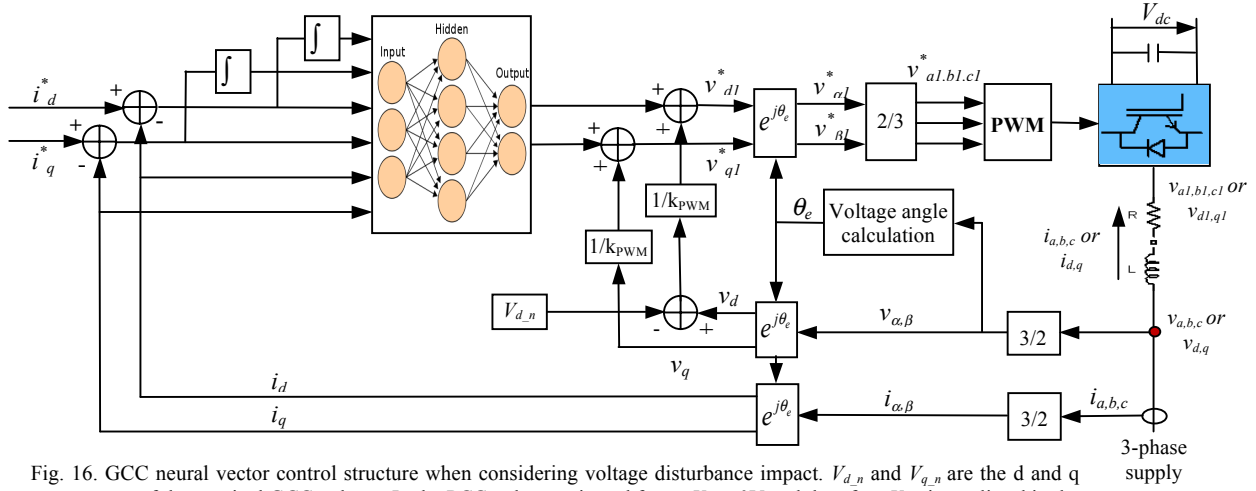 V_dc
∫
∫
Input
Hidden
Output
i*_d
+
-
i*_q
+
-
+
+
v*_d1
+
+
v*_q1
e^jθ_e
v*_α1
v*_β1
2/3
v*_a1.b1.c1
PWM
1/k_PWM
1/k_PWM
θ_e
Voltage angle
calculation
v_a1,b1,c1 or
v_d1,q1
R
L
i_a,b,c or
i_d,q
V_d_n
-
+
v_d
v_q
e^jθ_e
v_α,β
3/2
v_a,b,c or
v_d,q
i_d
i_q
e^jθ_e
i_α,β
3/2
i_a,b,c
3-phase
supply
Fig. 16. GCC neural vector control structure when considering voltage disturbance impact. V_d_n and V_q_n are the d and q